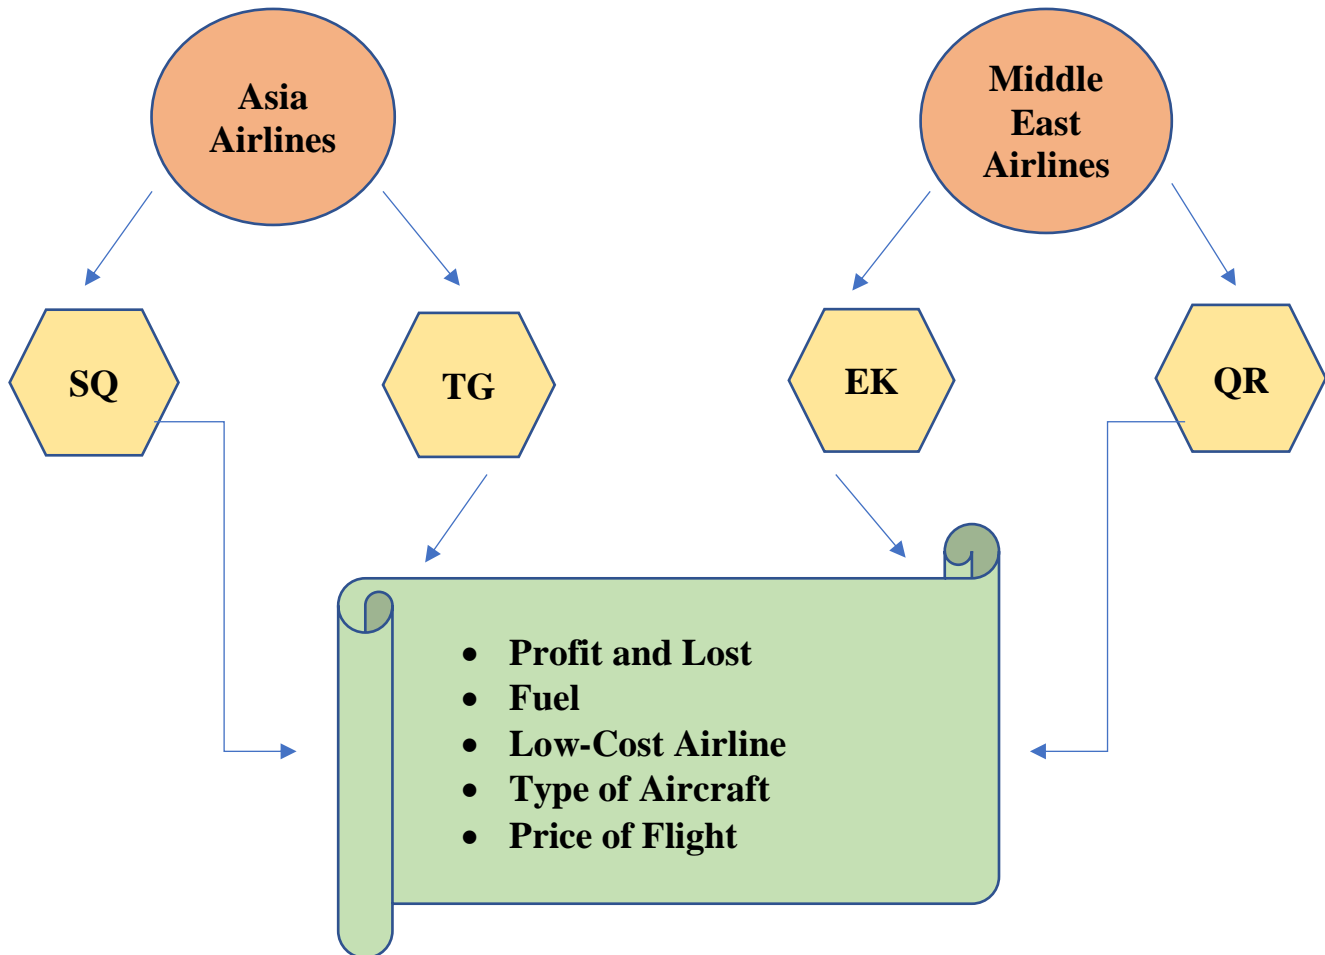 Asia
Airlines
Middle
East
Airlines
SQ
TG
EK
QR
• Profit and Lost
• Fuel
• Low-Cost Airline
• Type of Aircraft
• Price of Flight